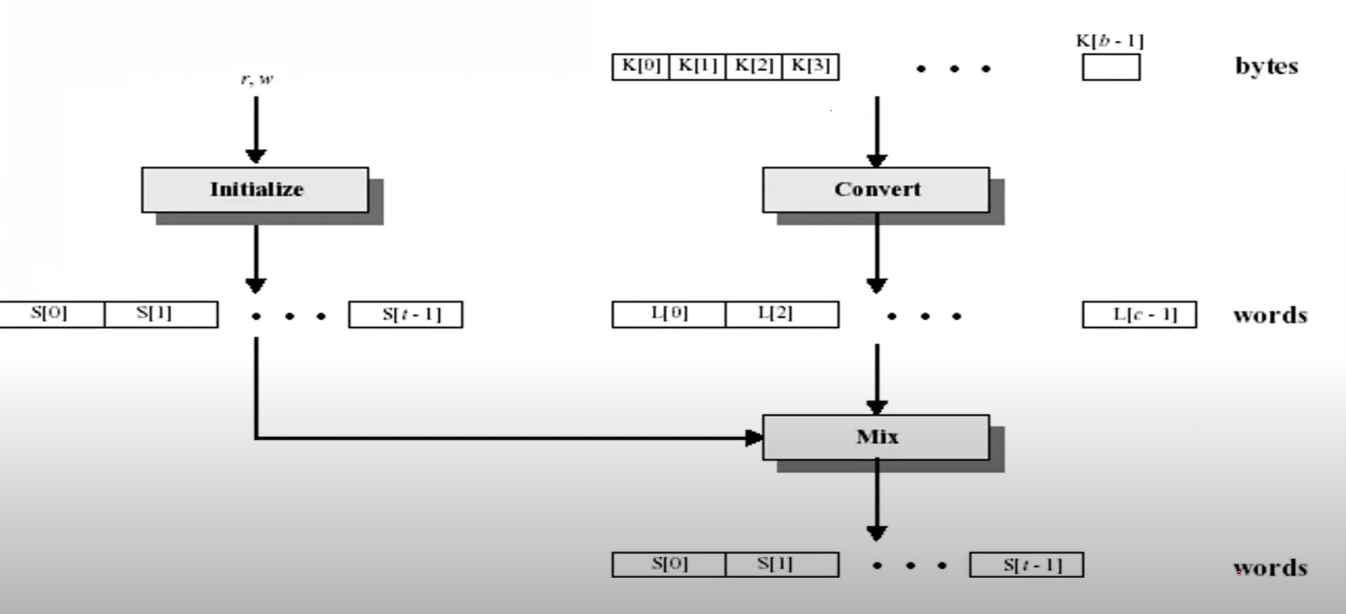 K[b - 1]
K[0] K[1] K[2] K[3] bytes
r, w
Initialize Convert
S[0] S[1] S[t - 1] L[0] L[2] L[c - 1] words
Mix
S[0] S[1] S[t - 1] words